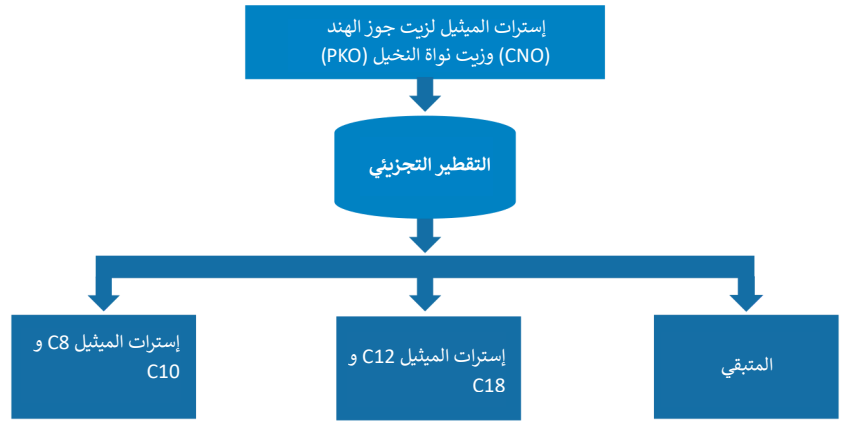 إسترات الميثيل لزيت جوز الهند
(CNO) وزيت نواة النخيل (PKO)
التقطير التجزيئي
إسترات الميثيل C8 و
C10
إسترات الميثيل C12 و
C18
المتبقي